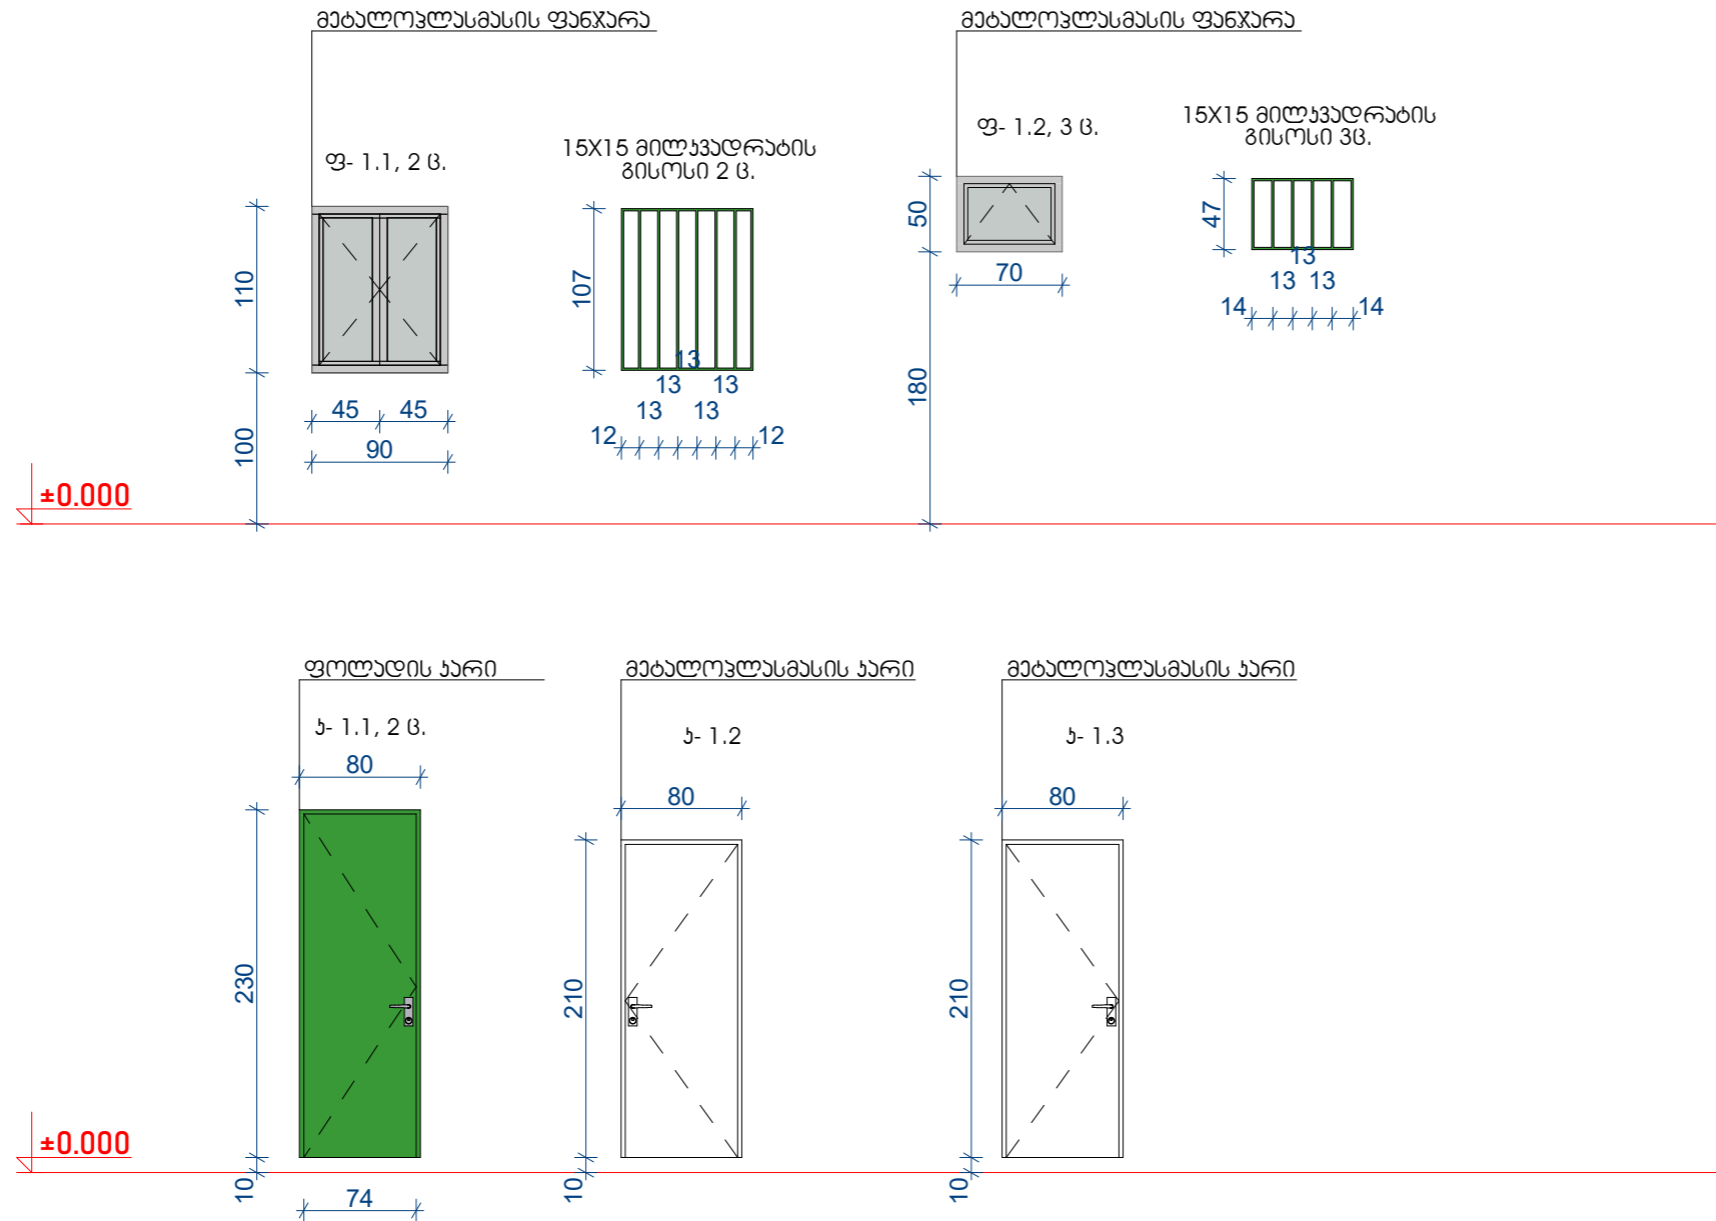 მეტალოპლასმასის ფანჯარა
მეტალოპლასმასის ფანჯარა
ფ- 1.1, 2 ც.
15X15 მილკვადრატის
გისოსი 2 ც.
ფ- 1.2, 3 ც.
15X15 მილკვადრატის
გისოსი 3ც.
110
100
45 45
90
107
13
13 13
13 13
12 12
50
180
70
47
13
13 13
14 14
±0.000
ფოლადის კარი
მეტალოპლასმასის კარი
მეტალოპლასმასის კარი
კ- 1.1, 2 ც.
კ- 1.2
კ- 1.3
80
80
80
230
210
210
±0.000
10
74
10
10